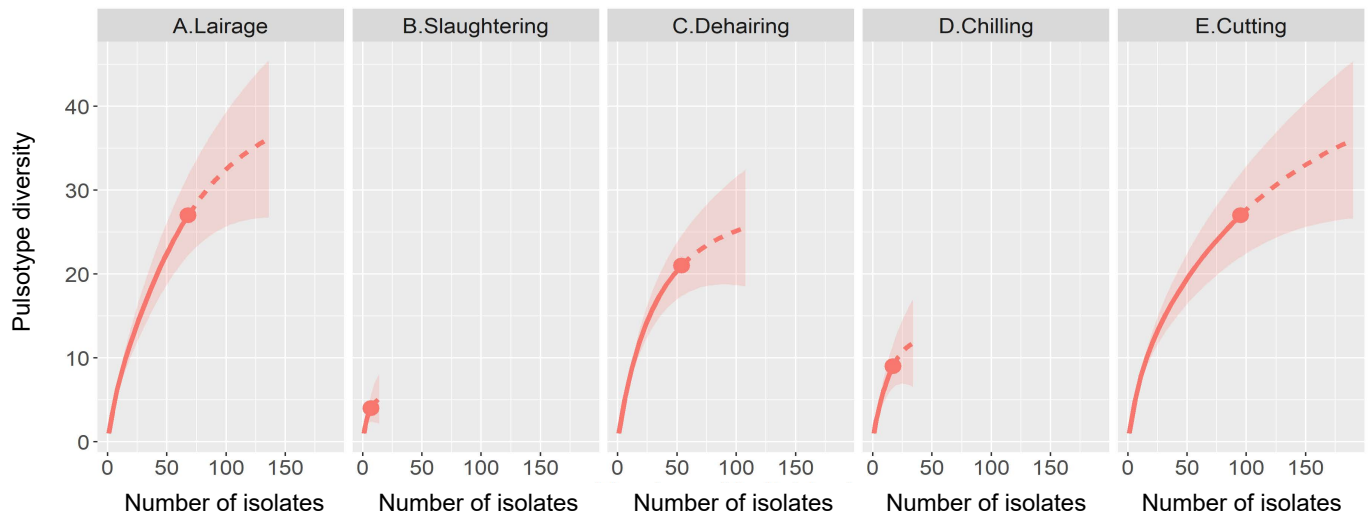 A.Lairage B.Slaughtering C.Dehairing D.Chilling E.Cutting
Pulsotype diversity
40
30
20
10
0
0 50 100 150 0 50 100 150 0 50 100 150 0 50 100 150 0 50 100 150
Number of isolates Number of isolates Number of isolates Number of isolates Number of isolates